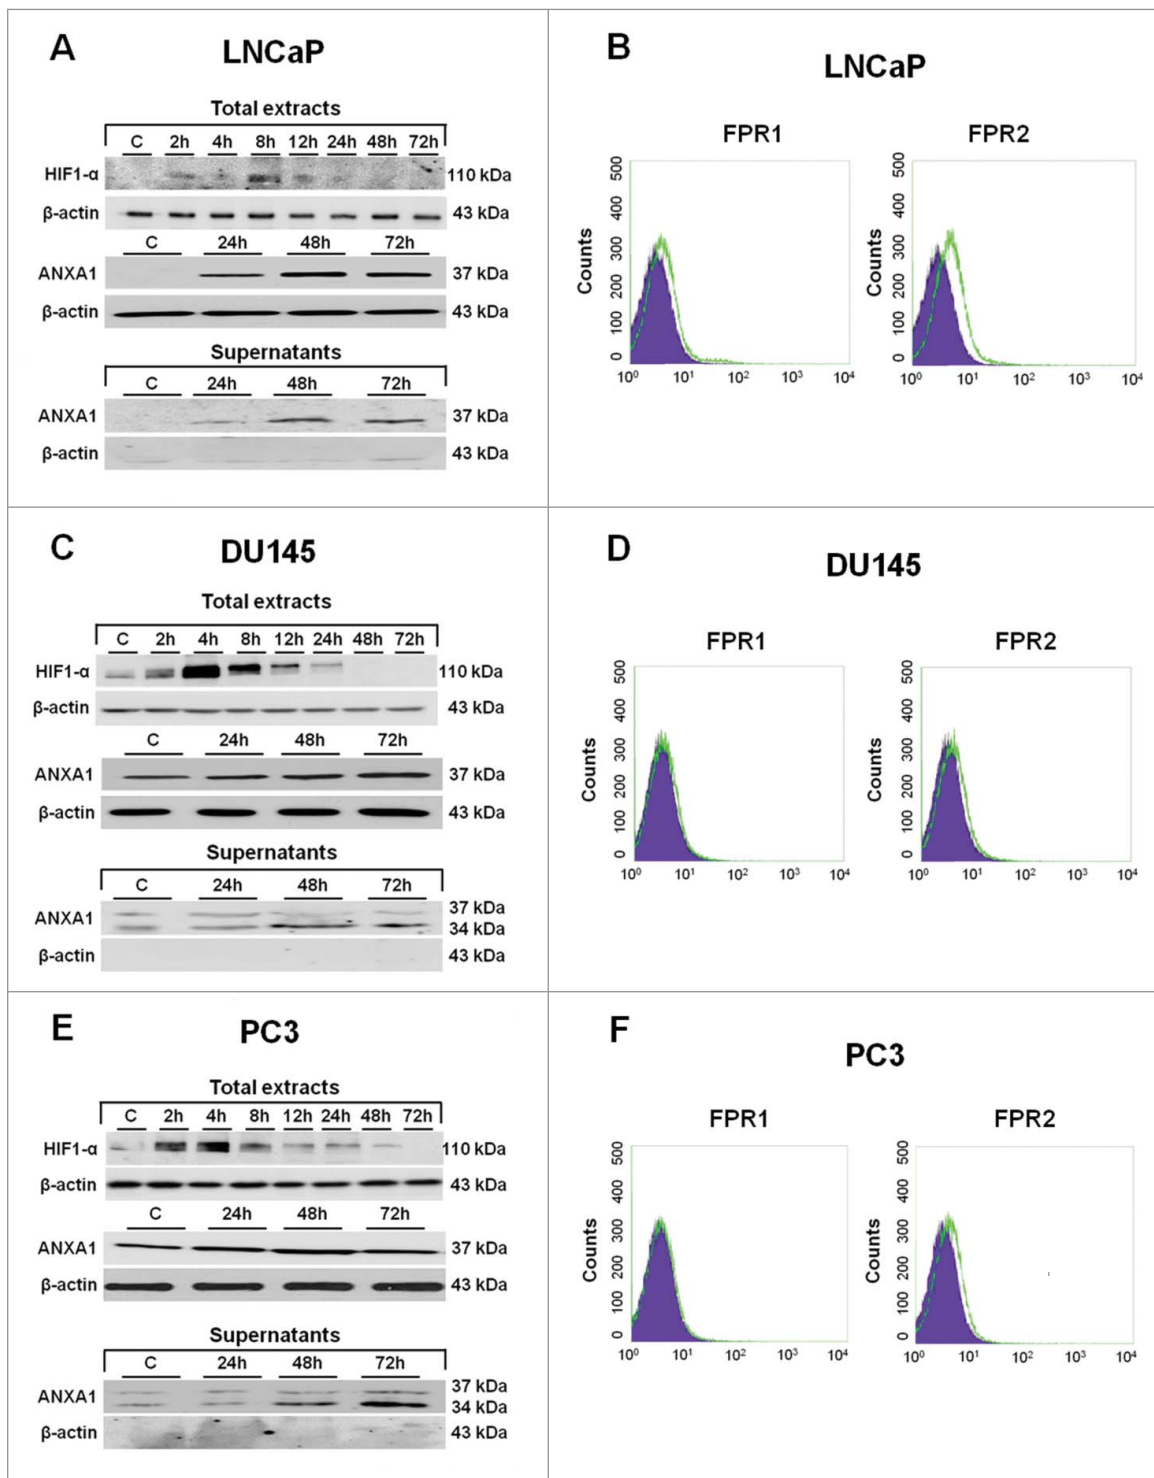 A
LNCaP
Total extracts
C 2h 4h 8h 12h 24h 48h 72h
HIF1-α 110 kDa
β-actin 43 kDa
C 24h 48h 72h
ANXA1 37 kDa
β-actin 43 kDa
Supernatants
C 24h 48h 72h
ANXA1 37 kDa
β-actin 43 kDa
B
LNCaP
FPR1 FPR2
Counts 0 100 200 300 400 500
10⁰ 10¹ 10² 10³ 10⁴
Counts 0 100 200 300 400 500
10⁰ 10¹ 10² 10³ 10⁴
C
DU145
Total extracts
C 2h 4h 8h 12h 24h 48h 72h
HIF1-α 110 kDa
β-actin 43 kDa
C 24h 48h 72h
ANXA1 37 kDa
β-actin 43 kDa
Supernatants
C 24h 48h 72h
37 kDa
ANXA1
34 kDa
β-actin 43 kDa
D
DU145
FPR1 FPR2
Counts 0 100 200 300 400 500
10⁰ 10¹ 10² 10³ 10⁴
Counts 0 100 200 300 400 500
10⁰ 10¹ 10² 10³ 10⁴
E
PC3
Total extracts
C 2h 4h 8h 12h 24h 48h 72h
HIF1-α 110 kDa
β-actin 43 kDa
C 24h 48h 72h
ANXA1 37 kDa
β-actin 43 kDa
Supernatants
C 24h 48h 72h
37 kDa
ANXA1
34 kDa
β-actin 43 kDa
F
PC3
FPR1 FPR2
Counts 0 100 200 300 400 500
10⁰ 10¹ 10² 10³ 10⁴
Counts 0 100 200 300 400 500
10⁰ 10¹ 10² 10³ 10⁴